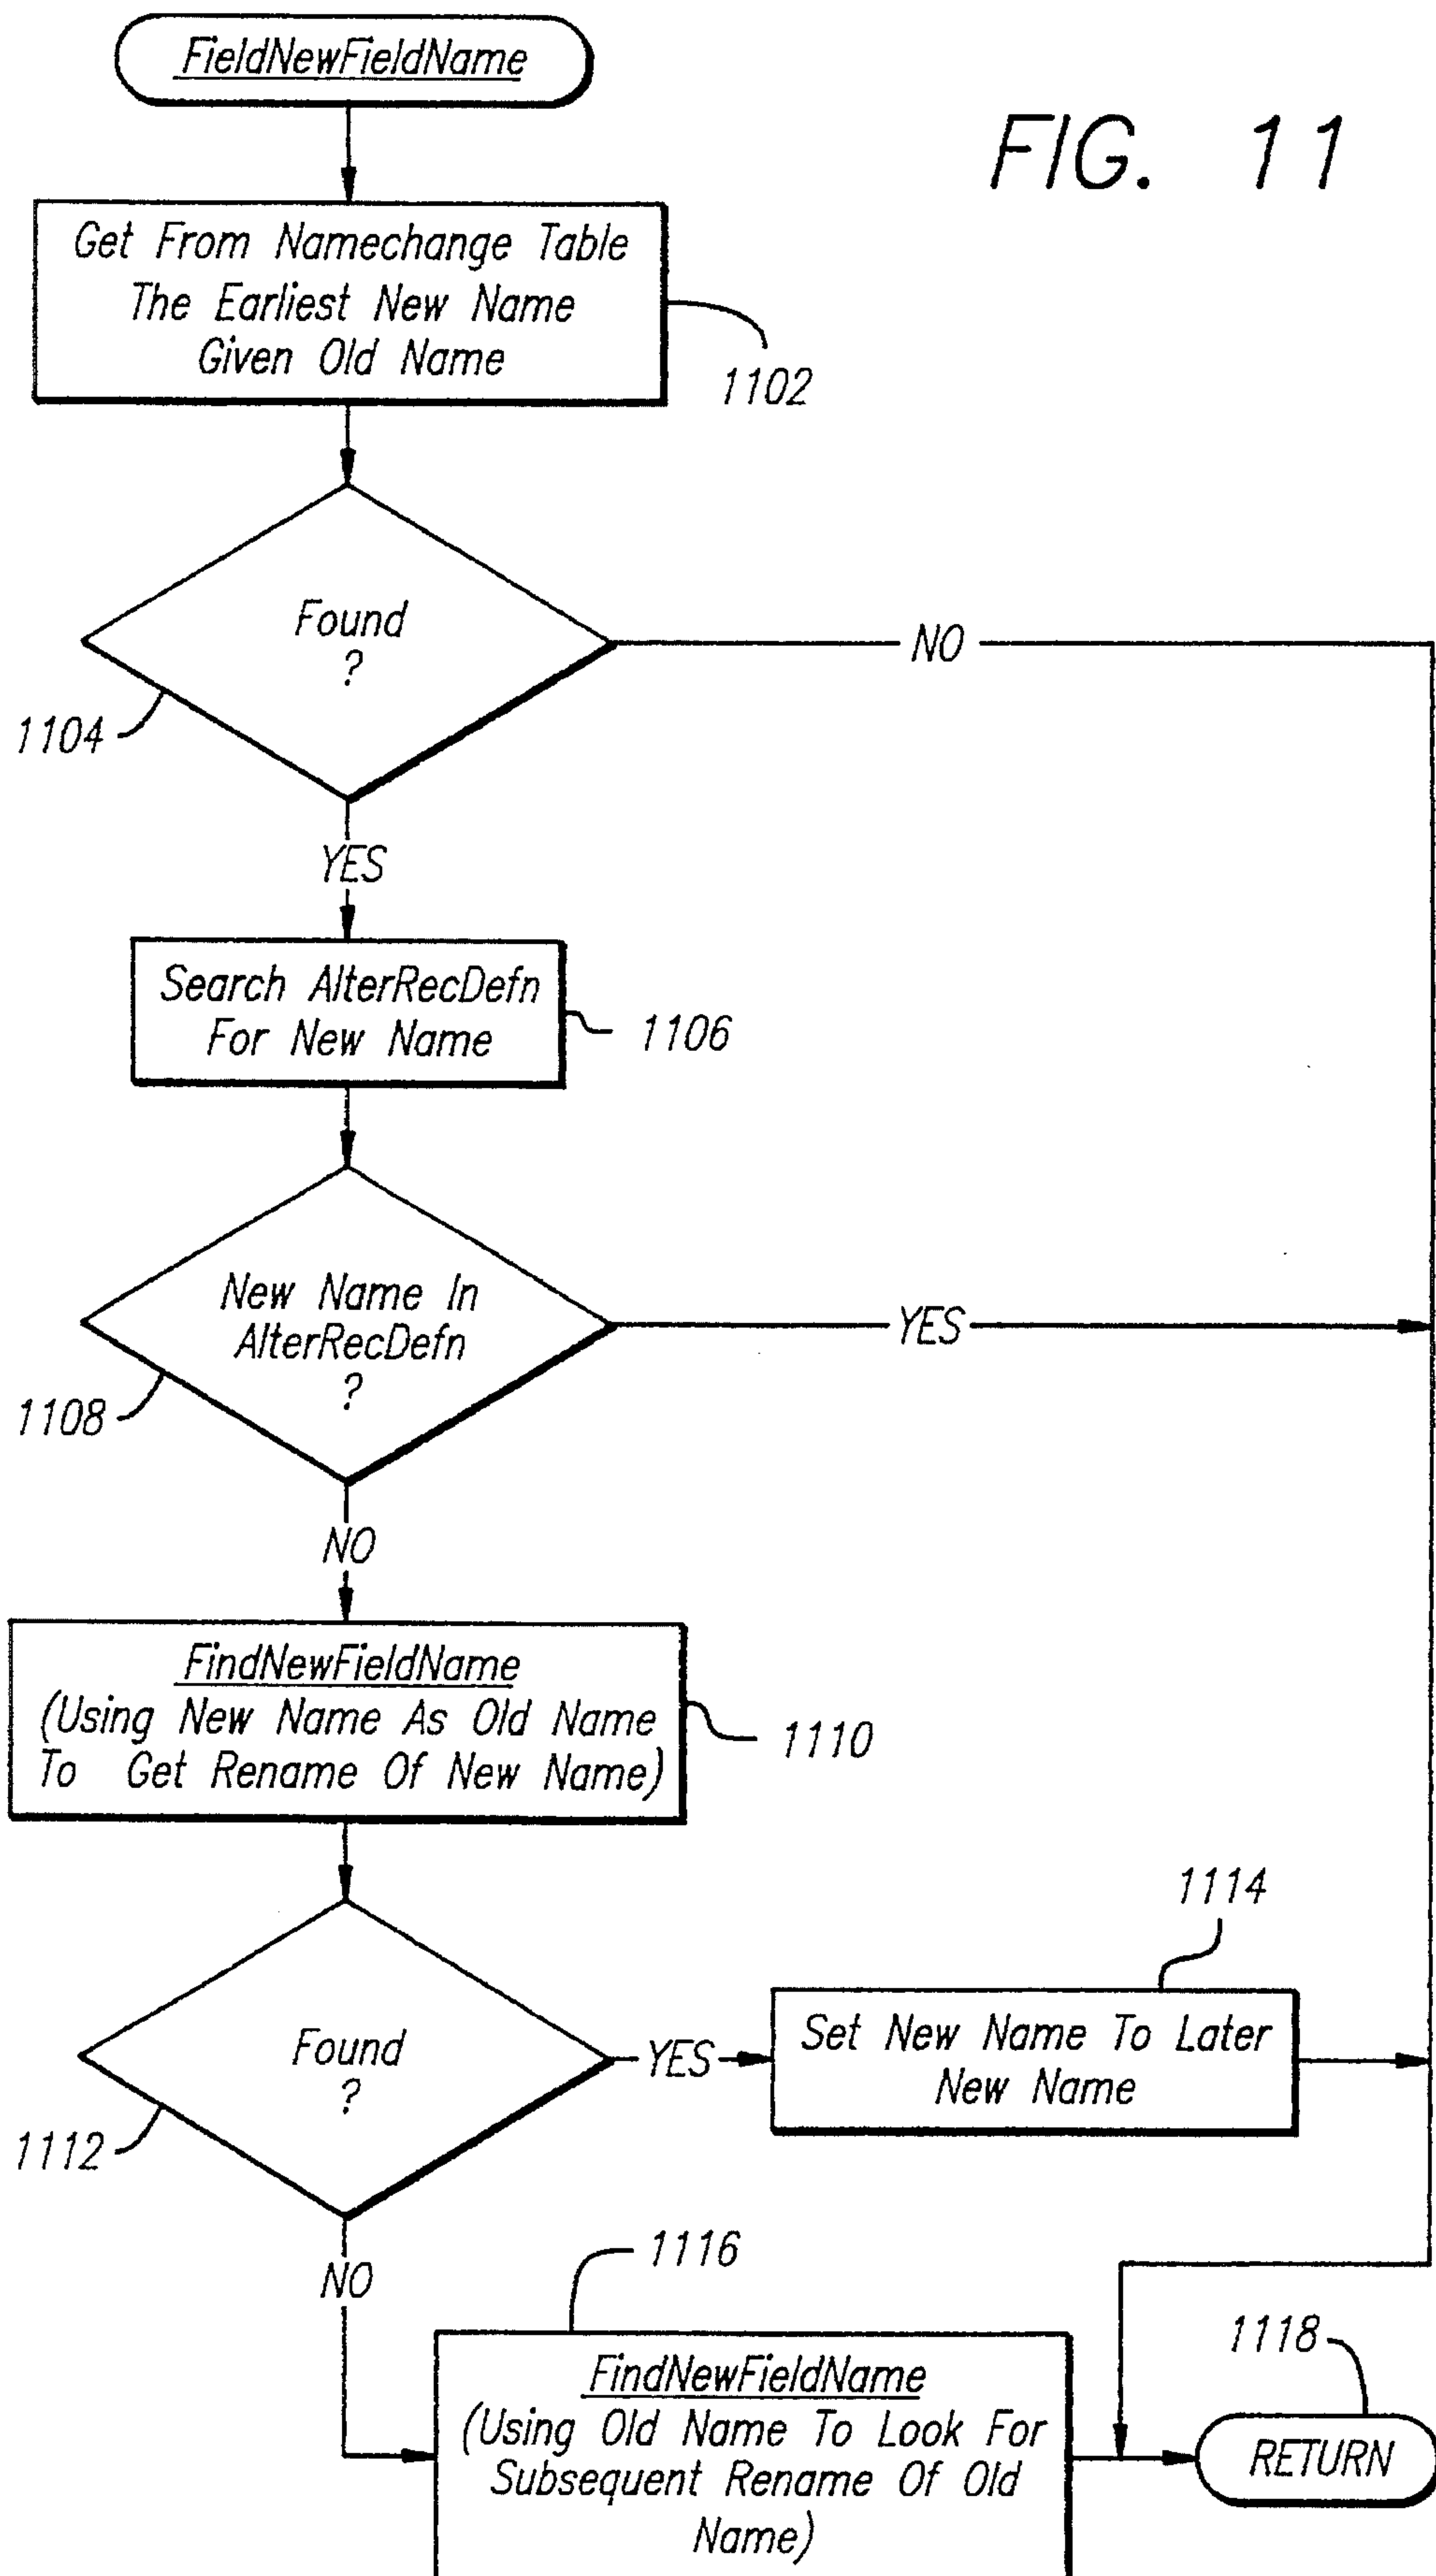 FieldNewFieldName
FIG. 11
Get From Namechange Table
The Earliest New Name
Given Old Name
1102
Found
?
NO
1104
YES
Search AlterRecDefn
For New Name
1106
New Name In
AlterRecDefn
?
YES
1108
NO
FindNewFieldName
(Using New Name As Old Name
To Get Rename Of New Name)
1110
1114
Found
?
YES
Set New Name To Later
New Name
1112
NO
1116
1118
FindNewFieldName
(Using Old Name To Look For
Subsequent Rename Of Old
Name)
RETURN